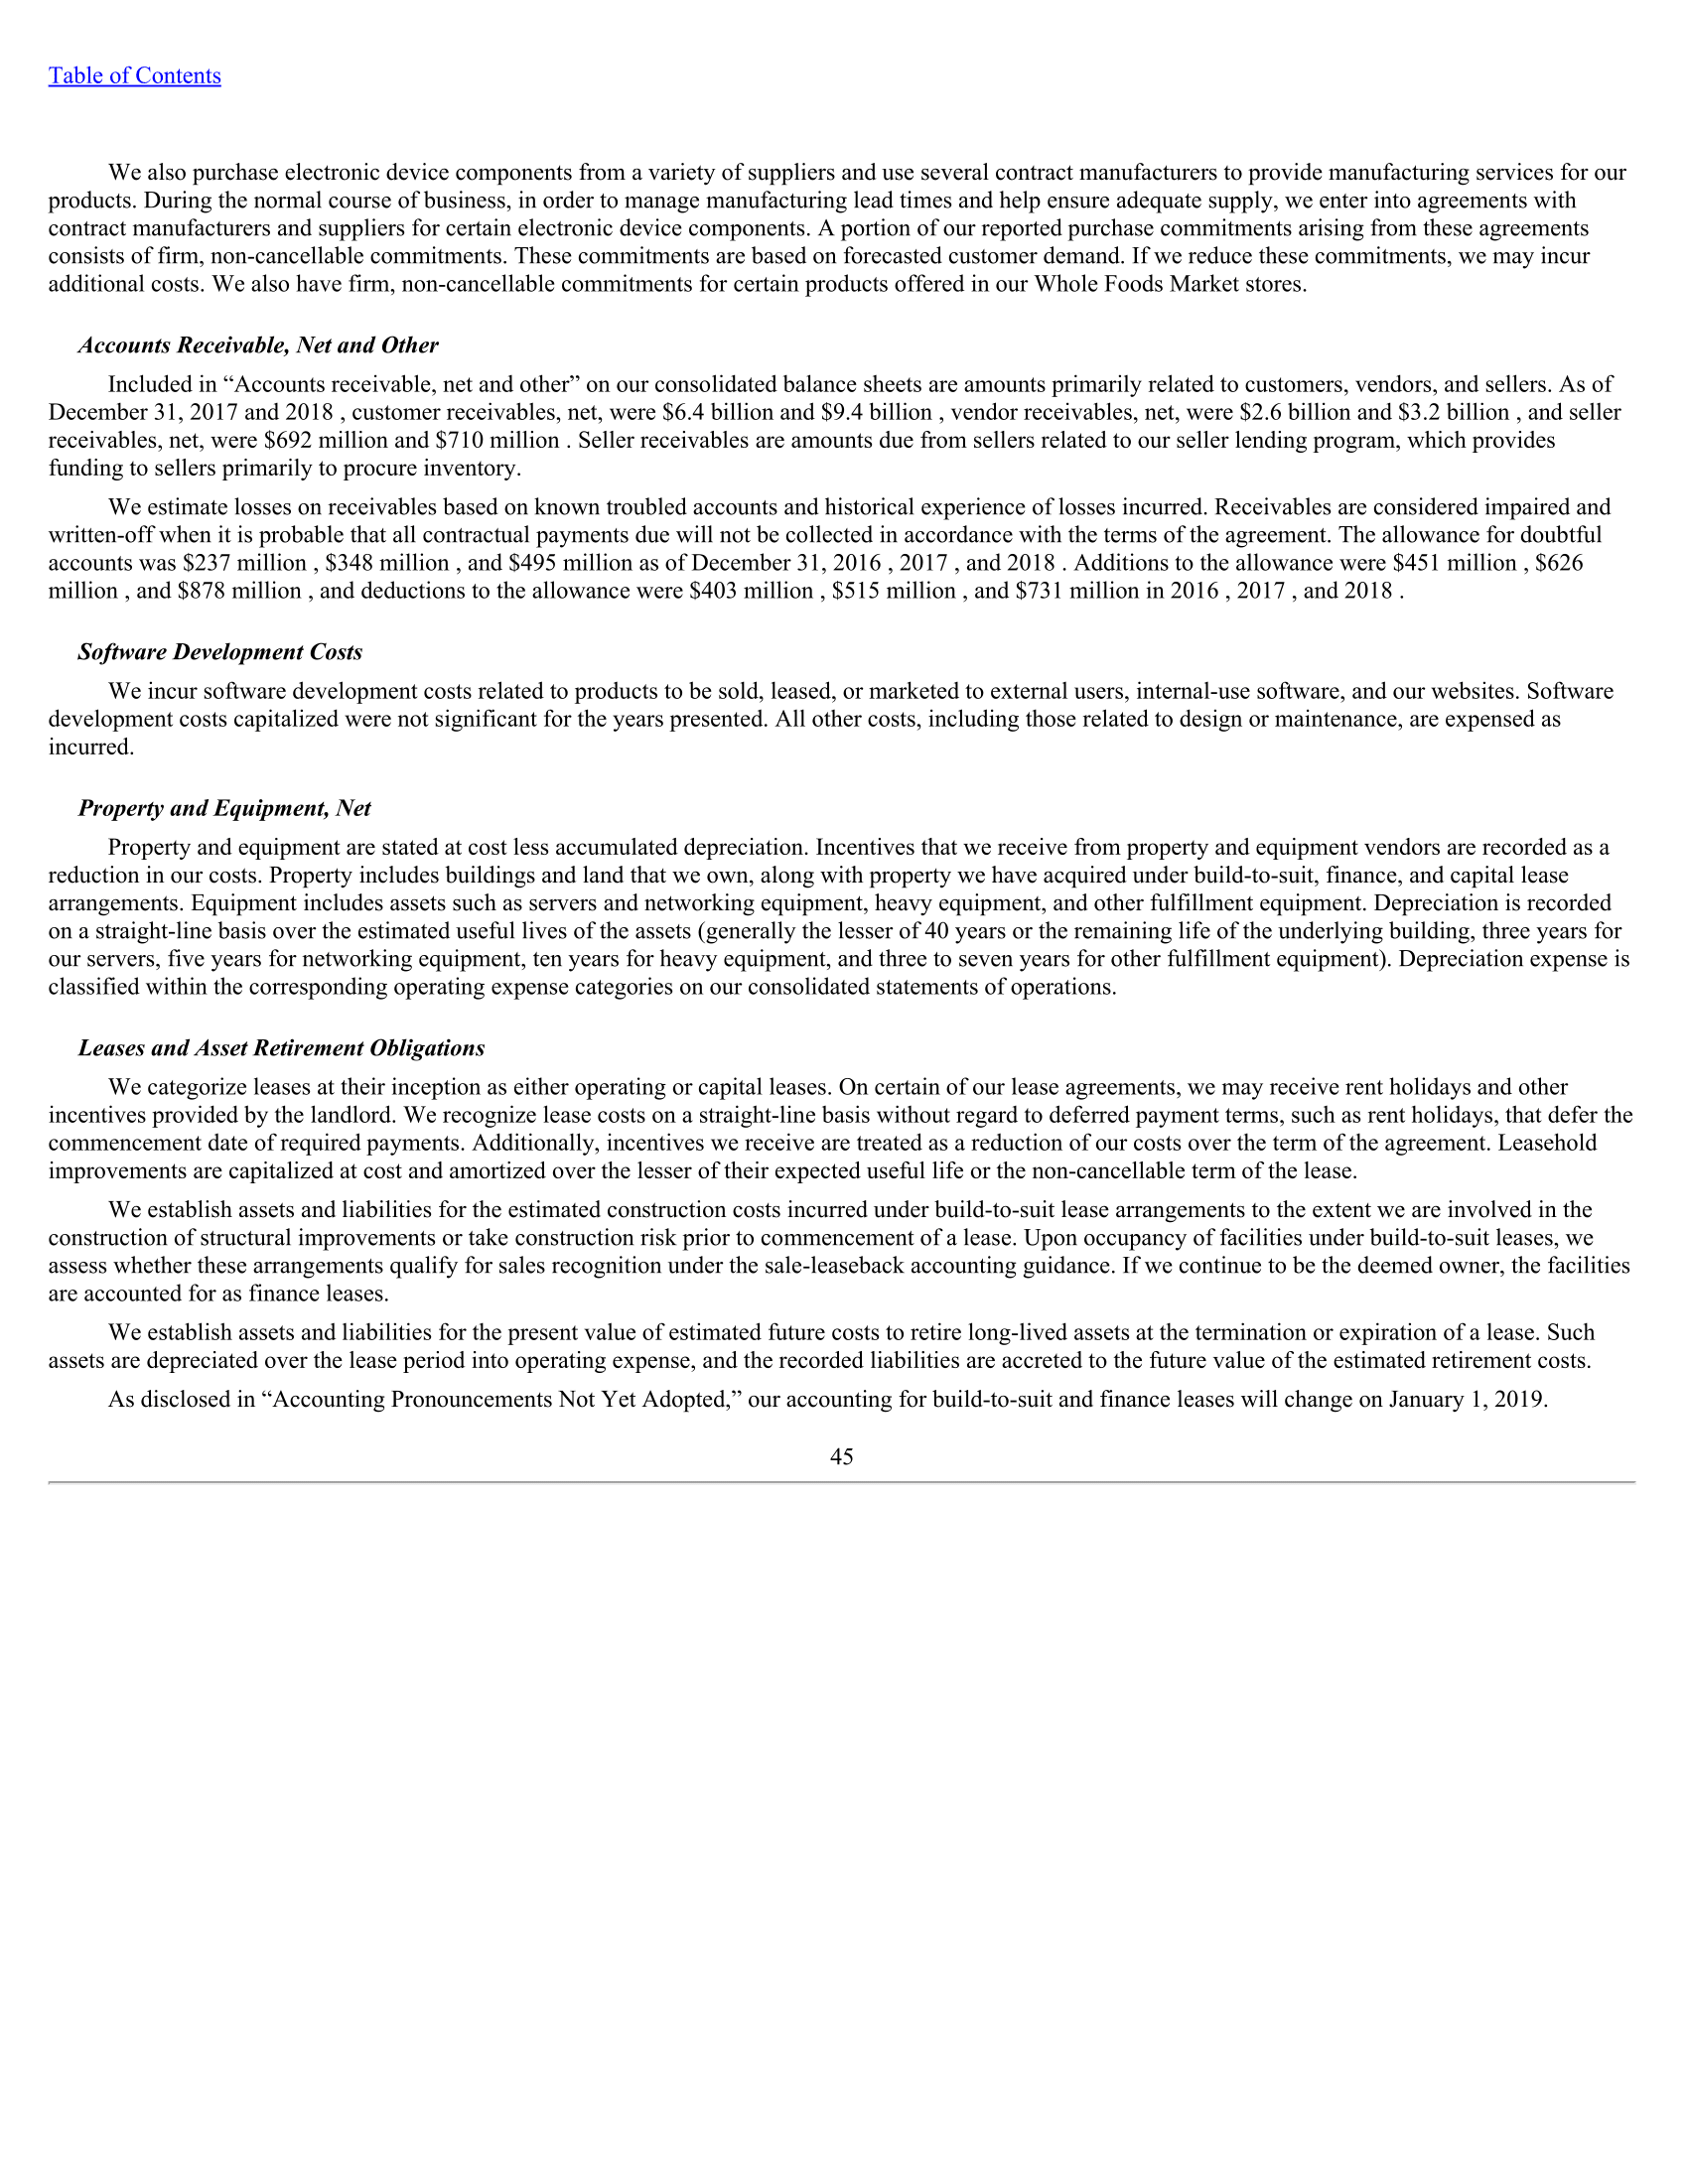 Table of Contents
We also purchase electronic device components from a variety of suppliers and use several contract manufacturers to provide manufacturing services for our
products. During the normal course of business, in order to manage manufacturing lead times and help ensure adequate supply, we enter into agreements with
contract manufacturers and suppliers for certain electronic device components. A portion of our reported purchase commitments arising from these agreements
consists of firm, non-cancellable commitments. These commitments are based on forecasted customer demand. If we reduce these commitments, we may incur
additional costs. We also have firm, non-cancellable commitments for certain products offered in our Whole Foods Market stores.
Accounts Receivable, Net and Other
Included in “Accounts receivable, net and other” on our consolidated balance sheets are amounts primarily related to customers, vendors, and sellers. As of
December 31, 2017 and 2018 , customer receivables, net, were $6.4 billion and $9.4 billion , vendor receivables, net, were $2.6 billion and $3.2 billion , and seller
receivables, net, were $692 million and $710 million . Seller receivables are amounts due from sellers related to our seller lending program, which provides
funding to sellers primarily to procure inventory.
We estimate losses on receivables based on known troubled accounts and historical experience of losses incurred. Receivables are considered impaired and
written-off when it is probable that all contractual payments due will not be collected in accordance with the terms of the agreement. The allowance for doubtful
accounts was $237 million , $348 million , and $495 million as of December 31, 2016 , 2017 , and 2018 . Additions to the allowance were $451 million , $626
million , and $878 million , and deductions to the allowance were $403 million , $515 million , and $731 million in 2016 , 2017 , and 2018 .
Software Development Costs
We incur software development costs related to products to be sold, leased, or marketed to external users, internal-use software, and our websites. Software
development costs capitalized were not significant for the years presented. All other costs, including those related to design or maintenance, are expensed as
incurred.
Property and Equipment, Net
Property and equipment are stated at cost less accumulated depreciation. Incentives that we receive from property and equipment vendors are recorded as a
reduction in our costs. Property includes buildings and land that we own, along with property we have acquired under build-to-suit, finance, and capital lease
arrangements. Equipment includes assets such as servers and networking equipment, heavy equipment, and other fulfillment equipment. Depreciation is recorded
on a straight-line basis over the estimated useful lives of the assets (generally the lesser of 40 years or the remaining life of the underlying building, three years for
our servers, five years for networking equipment, ten years for heavy equipment, and three to seven years for other fulfillment equipment). Depreciation expense is
classified within the corresponding operating expense categories on our consolidated statements of operations.
Leases and Asset Retirement Obligations
We categorize leases at their inception as either operating or capital leases. On certain of our lease agreements, we may receive rent holidays and other
incentives provided by the landlord. We recognize lease costs on a straight-line basis without regard to deferred payment terms, such as rent holidays, that defer the
commencement date of required payments. Additionally, incentives we receive are treated as a reduction of our costs over the term of the agreement. Leasehold
improvements are capitalized at cost and amortized over the lesser of their expected useful life or the non-cancellable term of the lease.
We establish assets and liabilities for the estimated construction costs incurred under build-to-suit lease arrangements to the extent we are involved in the
construction of structural improvements or take construction risk prior to commencement of a lease. Upon occupancy of facilities under build-to-suit leases, we
assess whether these arrangements qualify for sales recognition under the sale-leaseback accounting guidance. If we continue to be the deemed owner, the facilities
are accounted for as finance leases.
We establish assets and liabilities for the present value of estimated future costs to retire long-lived assets at the termination or expiration of a lease. Such
assets are depreciated over the lease period into operating expense, and the recorded liabilities are accreted to the future value of the estimated retirement costs.
As disclosed in “Accounting Pronouncements Not Yet Adopted,” our accounting for build-to-suit and finance leases will change on January 1, 2019.
45